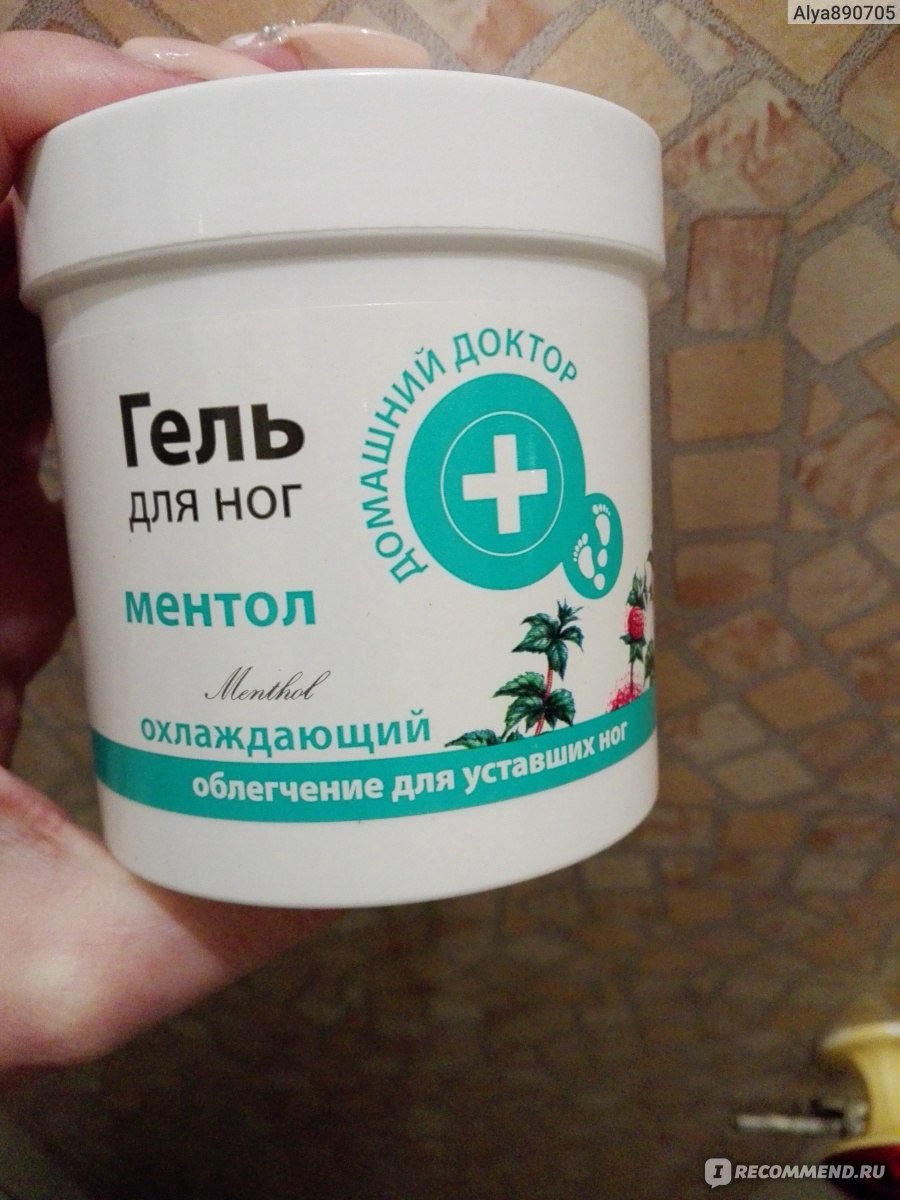 Alya890705
ДОМАШНИЙ ДОКТОР
Гель
для ног
ментол
Menthol
охлаждающий
облегчение для уставших ног
I RECOMMEND.RU